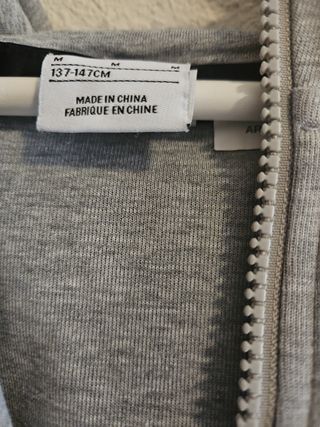 M M M
137-147CM
MADE IN CHINA
FABRIQUE EN CHINE